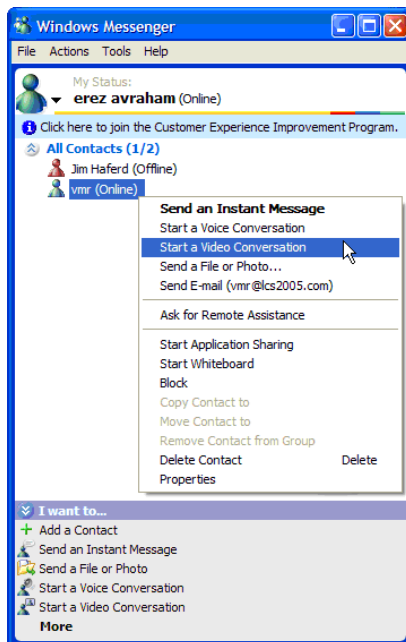 Windows Messenger
File Actions Tools Help
My Status:
erez avraham (Online)
Click here to join the Customer Experience Improvement Program.
All Contacts (1/2)
Jim Haferd (Offline)
vmr (Online)
Send an Instant Message
Start a Voice Conversation
Start a Video Conversation
Send a File or Photo...
Send E-mail (vmr@lcs2005.com)
Ask for Remote Assistance
Start Application Sharing
Start Whiteboard
Block
Copy Contact to
Move Contact to
Remove Contact from Group
Delete Contact Delete
Properties
I want to...
Add a Contact
Send an Instant Message
Send a File or Photo
Start a Voice Conversation
Start a Video Conversation
More